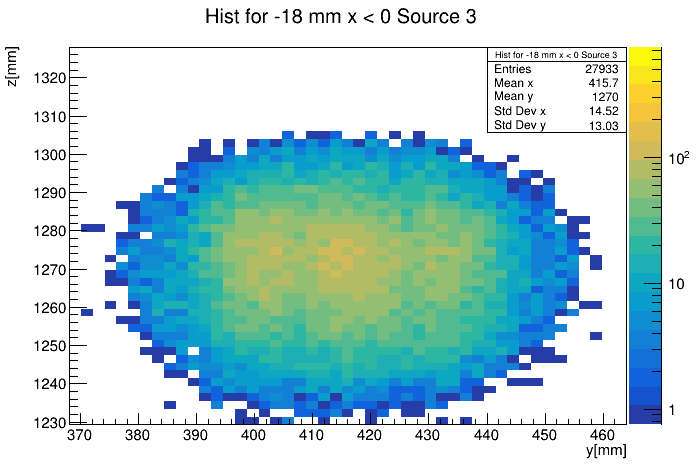 Hist for -18 mm x < 0 Source 3
z[mm]
Hist for -18 mm x < 0 Source 3
Entries 27933
Mean x 415.7
Mean y 1270
Std Dev x 14.52
Std Dev y 13.03
1320
1310
1300
1290
1280
1270
1260
1250
1240
1230
10²
10
1
370 380 390 400 410 420 430 440 450 460
y[mm]